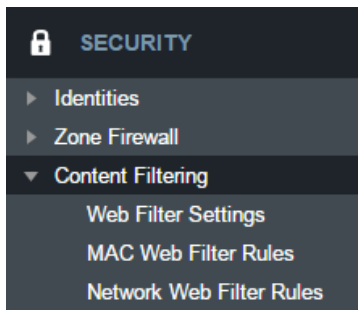 SECURITY
Identities
Zone Firewall
Content Filtering
Web Filter Settings
MAC Web Filter Rules
Network Web Filter Rules